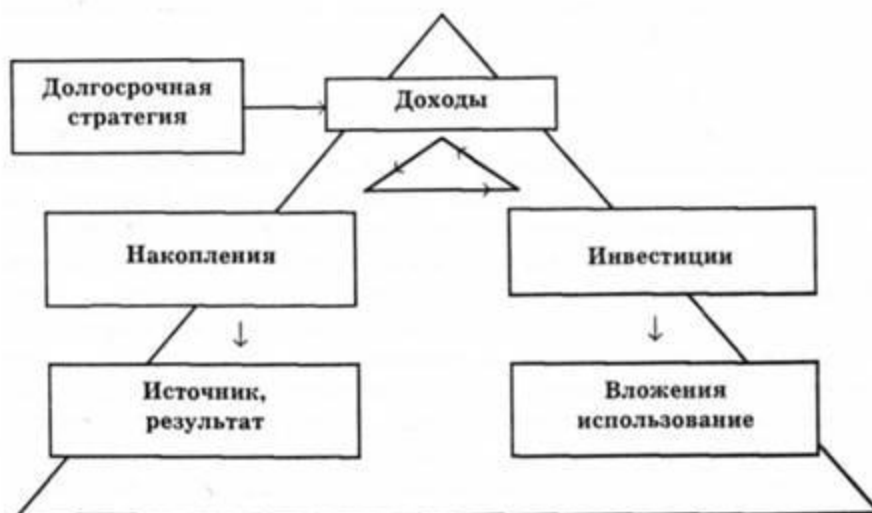 Долгосрочная
стратегия
Доходы
Накопления
Инвестиции
Источник,
результат
Вложения
использование